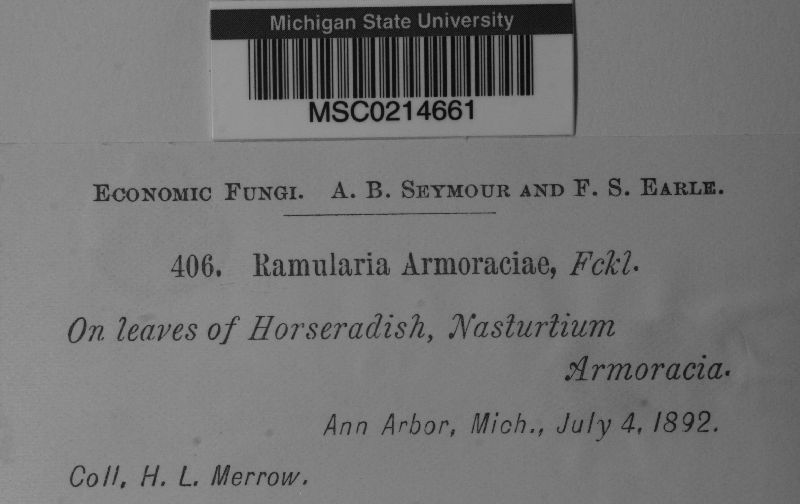 Michigan State University
MSC0214661
Economic Fungi. A. B. Seymour and F. S. Earle.
406. Ramularia Armoraciae, Fckl.
On leaves of Horseradish, Nasturtium
Armoracia.
Ann Arbor, Mich., July 4, 1892.
Coll, H. L. Merrow.